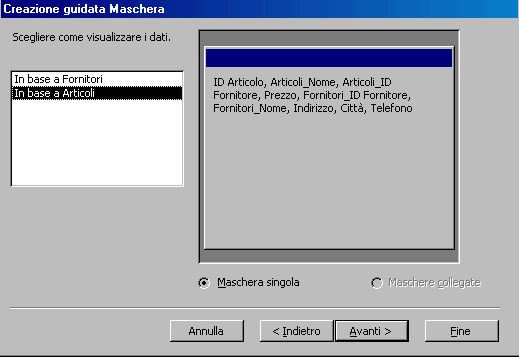 Creazione guidata Maschera
Scegliere come visualizzare i dati.
In base a Fornitori
In base a Articoli
ID Articolo, Articoli_Nome, Articoli_ID
Fornitore, Prezzo, Fornitori_ID Fornitore,
Fornitori_Nome, Indirizzo, Città, Telefono
Maschera singola
Maschere collegate
Annulla
< Indietro
Avanti >
Fine